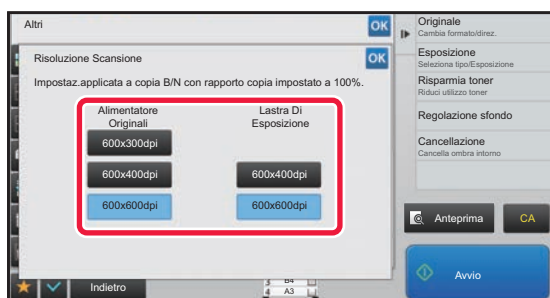 Altri
OK
Risoluzione Scansione
OK
Impostaz.applicata a copia B/N con rapporto copia impostato a 100%.
Alimentatore
Originali
Lastra Di
Esposizione
600x300dpi
600x400dpi
600x400dpi
600x600dpi
600x600dpi
Indietro
3 B4
4 A3
Originale
Cambia formato/direz.
Esposizione
Seleziona tipo/Esposizione
Risparmia toner
Riduci utilizzo toner
Regolazione sfondo
Cancellazione
Cancella ombra intorno
Anteprima
CA
Avvio